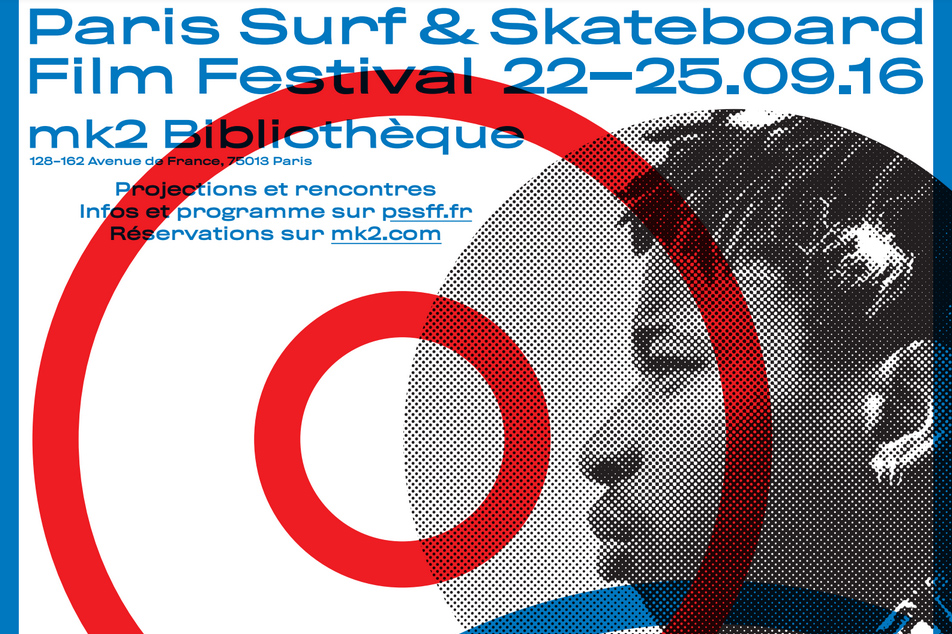 Paris Surf & Skateboard
Film Festival 22–25.09.16
mk2 Bibliothèque
128–162 Avenue de France, 75013 Paris
Projections et rencontres
Infos et programme sur pssff.fr
Réservations sur mk2.com